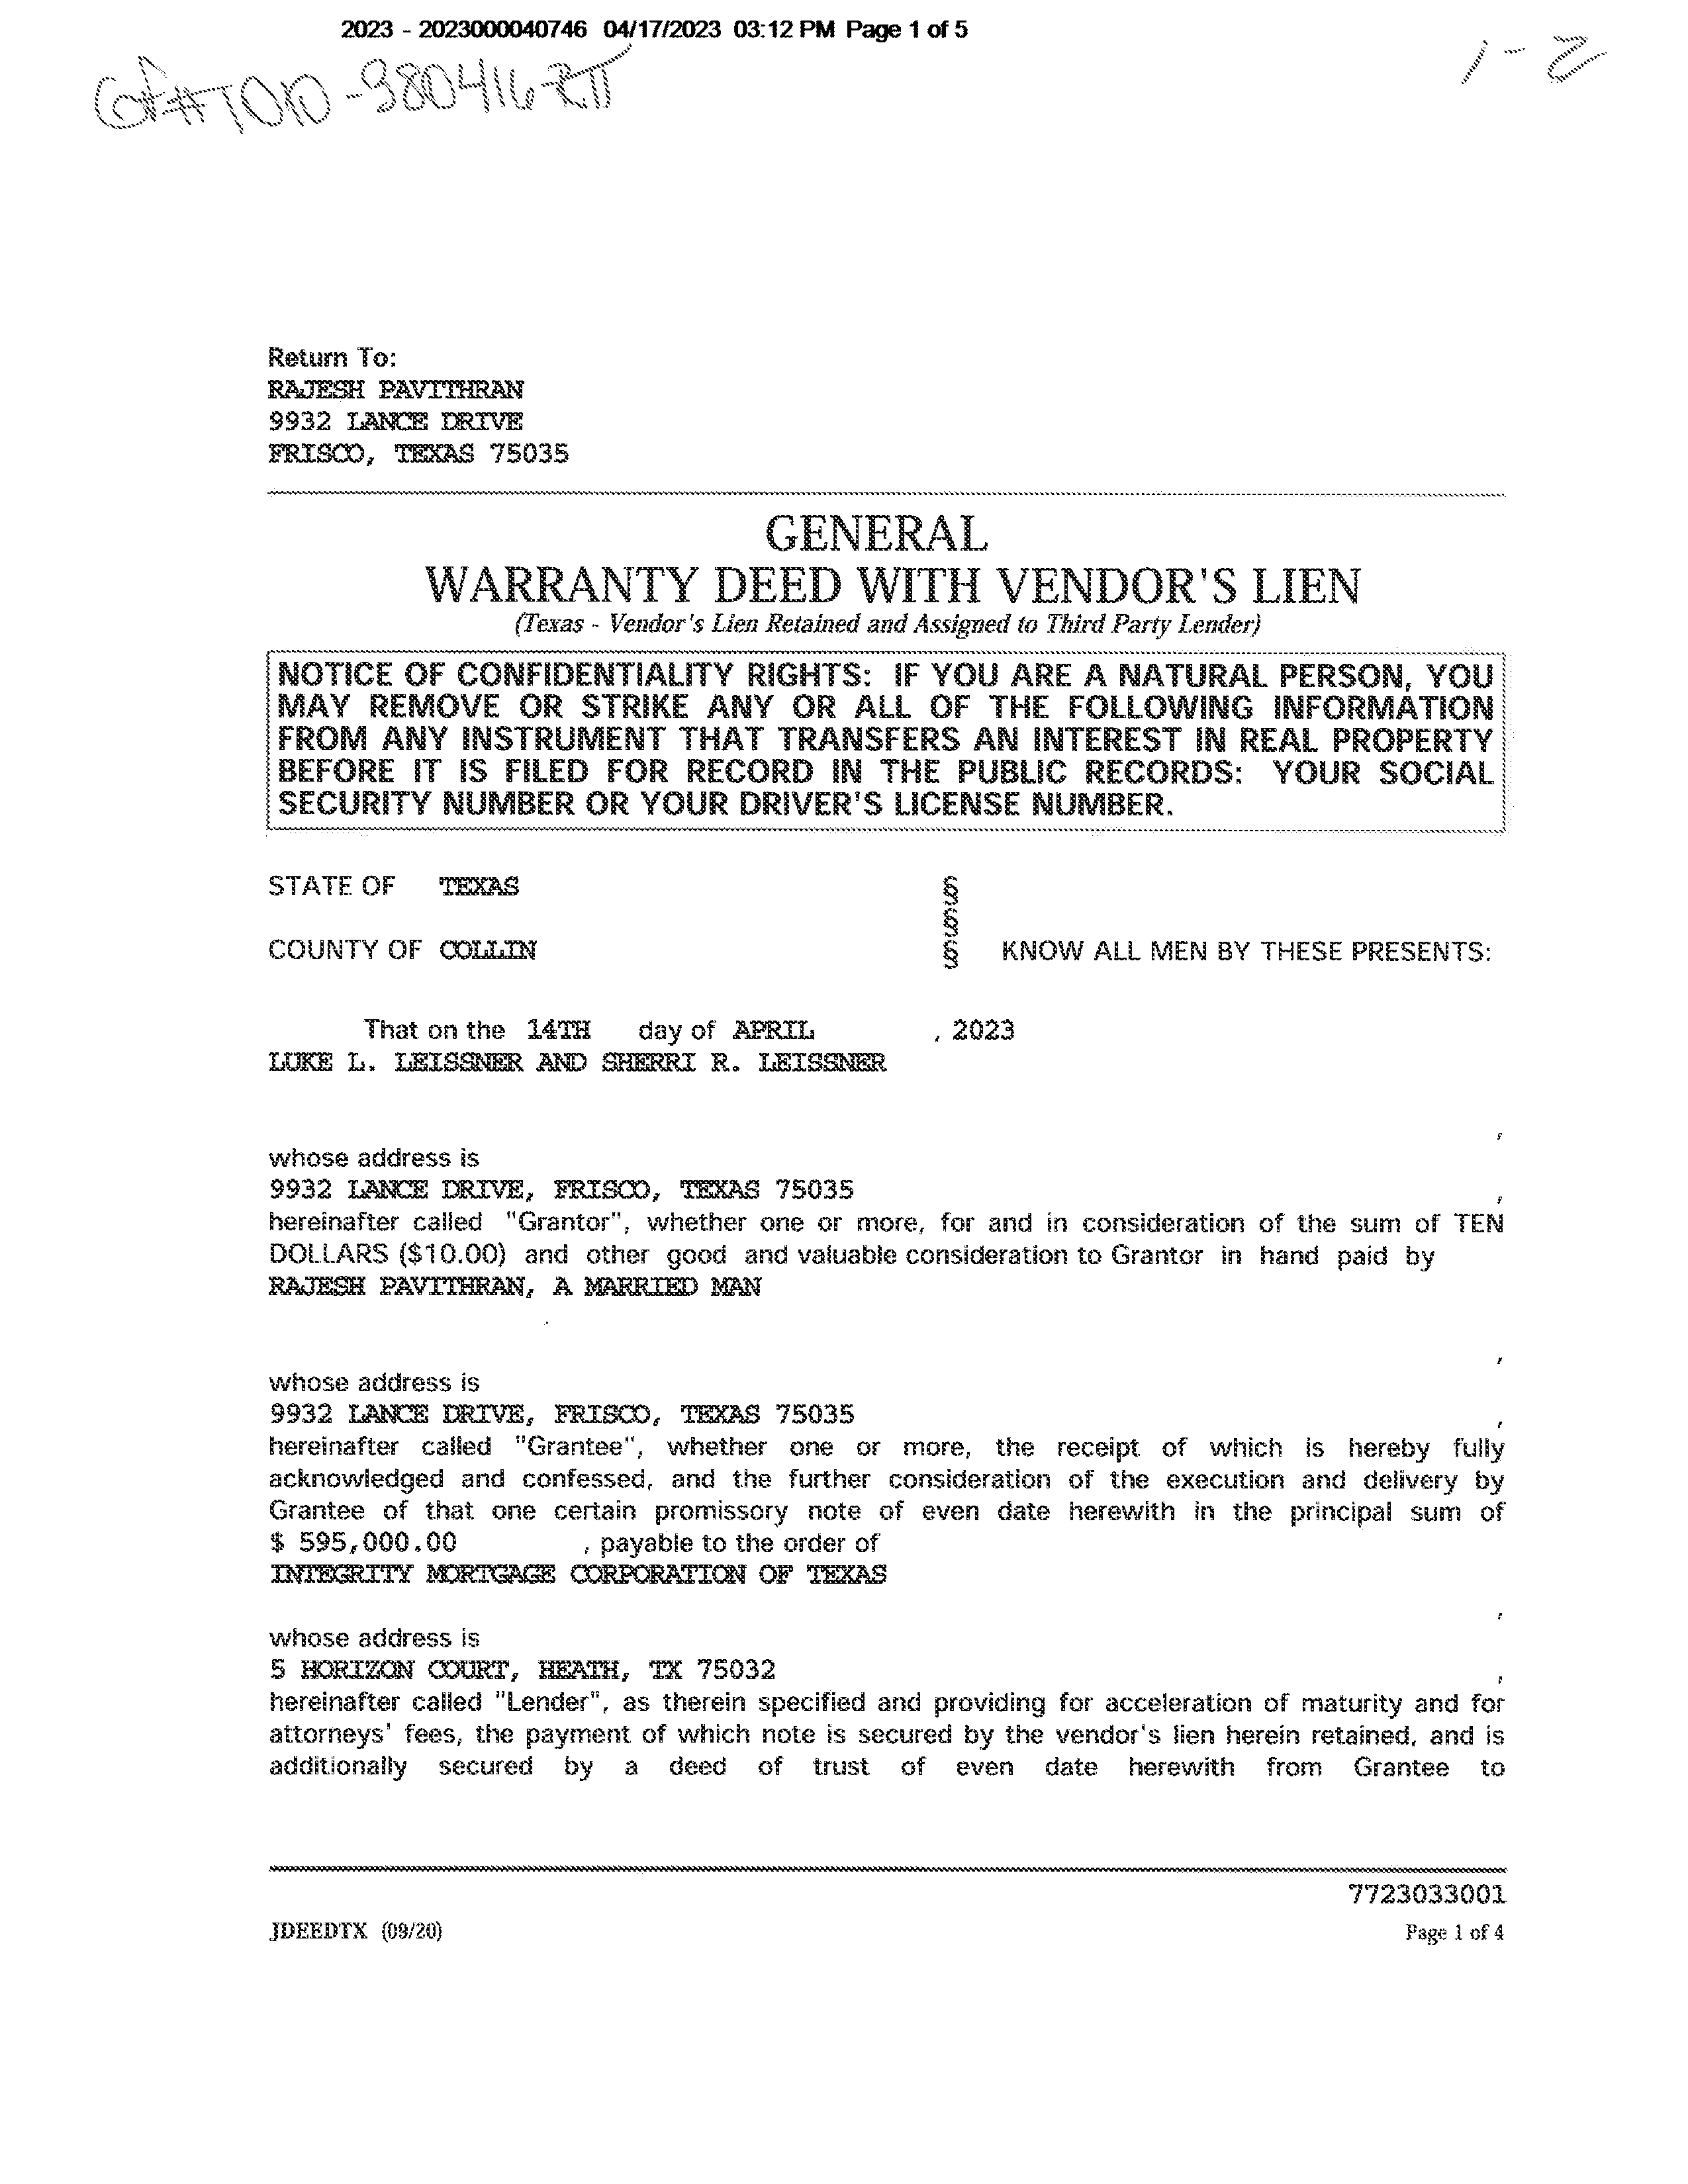 2023 - 2023000040746 04/17/2023 03:12 PM Page 1 of 5
GF#TODD-980416-RTT
1-2
Return To:
RAJESH PAVITHRAN
9932 LANCE DRIVE
FRISCO, TEXAS 75035
GENERAL
WARRANTY DEED WITH VENDOR'S LIEN
(Texas - Vendor's Lien Retained and Assigned to Third Party Lender)
NOTICE OF CONFIDENTIALITY RIGHTS: IF YOU ARE A NATURAL PERSON, YOU
MAY REMOVE OR STRIKE ANY OR ALL OF THE FOLLOWING INFORMATION
FROM ANY INSTRUMENT THAT TRANSFERS AN INTEREST IN REAL PROPERTY
BEFORE IT IS FILED FOR RECORD IN THE PUBLIC RECORDS: YOUR SOCIAL
SECURITY NUMBER OR YOUR DRIVER'S LICENSE NUMBER.
STATE OF TEXAS §
§
COUNTY OF COLLIN § KNOW ALL MEN BY THESE PRESENTS:
That on the 14TH day of APRIL , 2023
LUKE L. LEISSNER AND SHERRI R. LEISSNER
,
whose address is
9932 LANCE DRIVE, FRISCO, TEXAS 75035 ,
hereinafter called "Grantor", whether one or more, for and in consideration of the sum of TEN
DOLLARS ($10.00) and other good and valuable consideration to Grantor in hand paid by
RAJESH PAVITHRAN, A MARRIED MAN
,
whose address is
9932 LANCE DRIVE, FRISCO, TEXAS 75035 ,
hereinafter called "Grantee", whether one or more, the receipt of which is hereby fully
acknowledged and confessed, and the further consideration of the execution and delivery by
Grantee of that one certain promissory note of even date herewith in the principal sum of
$ 595,000.00 , payable to the order of
INTEGRITY MORTGAGE CORPORATION OF TEXAS
,
whose address is
5 HORIZON COURT, HEATH, TX 75032 ,
hereinafter called "Lender", as therein specified and providing for acceleration of maturity and for
attorneys' fees, the payment of which note is secured by the vendor's lien herein retained, and is
additionally secured by a deed of trust of even date herewith from Grantee to
7723033001
JDEEDTX (09/20) Page 1 of 4